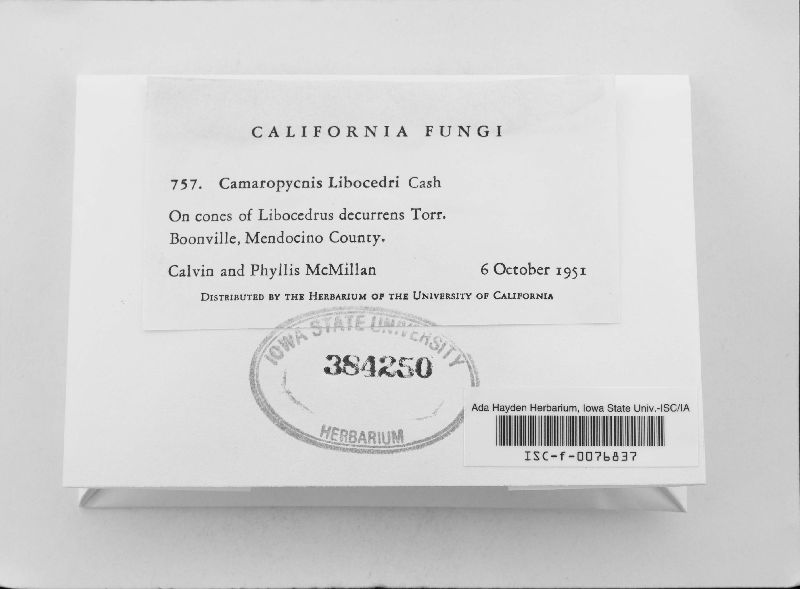 CALIFORNIA FUNGI
757. Camaropycnis Libocedri Cash
On cones of Libocedrus decurrens Torr.
Boonville, Mendocino County.
Calvin and Phyllis McMillan 6 October 1951
DISTRIBUTED BY THE HERBARIUM OF THE UNIVERSITY OF CALIFORNIA
IOWA STATE UNIVERSITY
384250
HERBARIUM
Ada Hayden Herbarium, Iowa State Univ.-ISC/IA
ISC-f-0076837